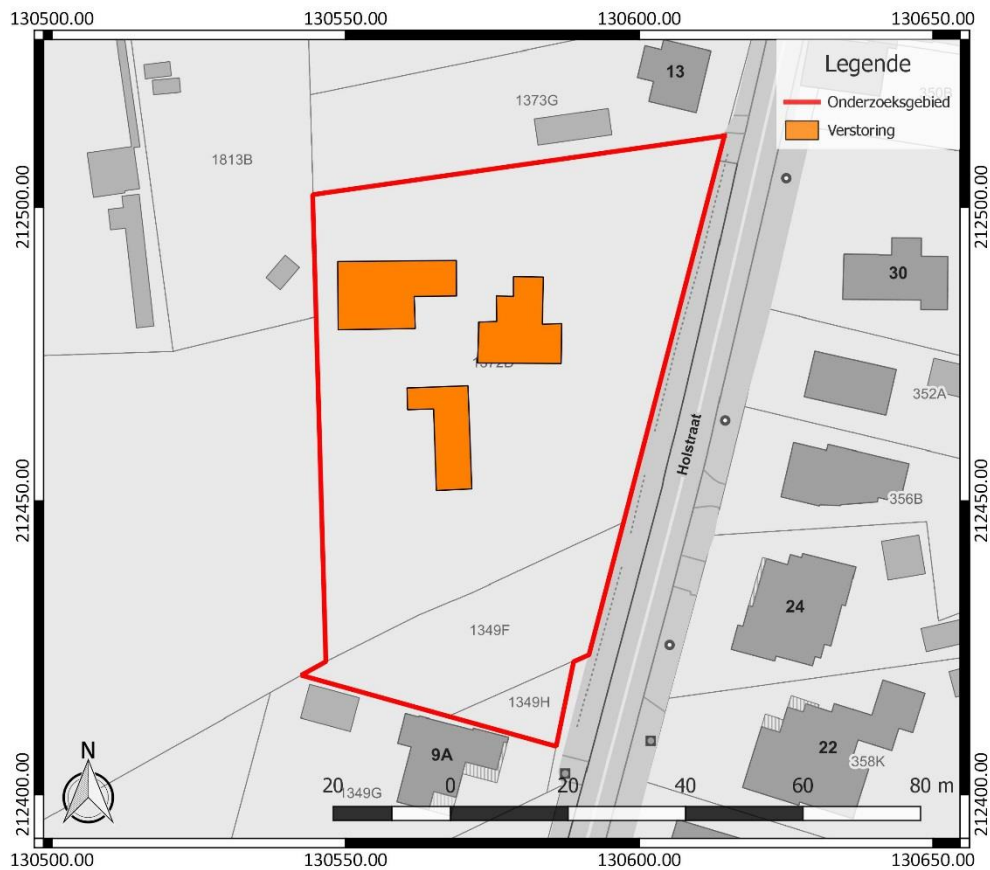 130500.00 130550.00 130600.00 130650.00
Legende
Onderzoeksgebied
Verstoring
13
1373G
1813B
212500.00 212500.00
30
352A
Holstraat
212450.00 212450.00
356B
24
1349F
1349H
9A
22
358K
N
1349G
20 0 20 40 60 80 m
212400.00 212400.00
130500.00 130550.00 130600.00 130650.00